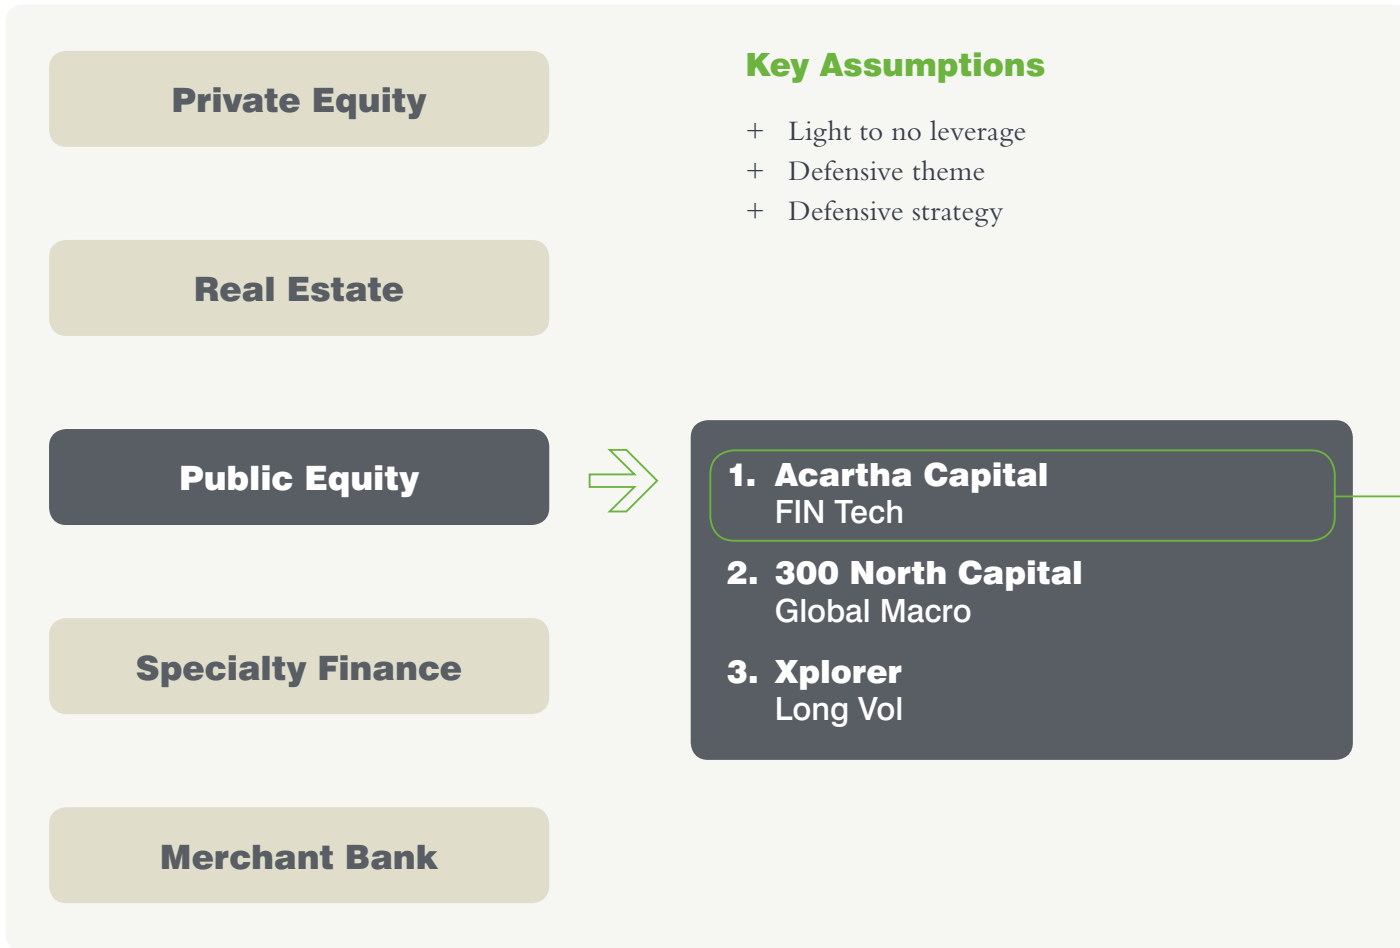 Private Equity
Real Estate
Public Equity
Specialty Finance
Merchant Bank
Key Assumptions
+ Light to no leverage
+ Defensive theme
+ Defensive strategy
1. Acartha Capital
FIN Tech
2. 300 North Capital
Global Macro
3. Xplorer
Long Vol